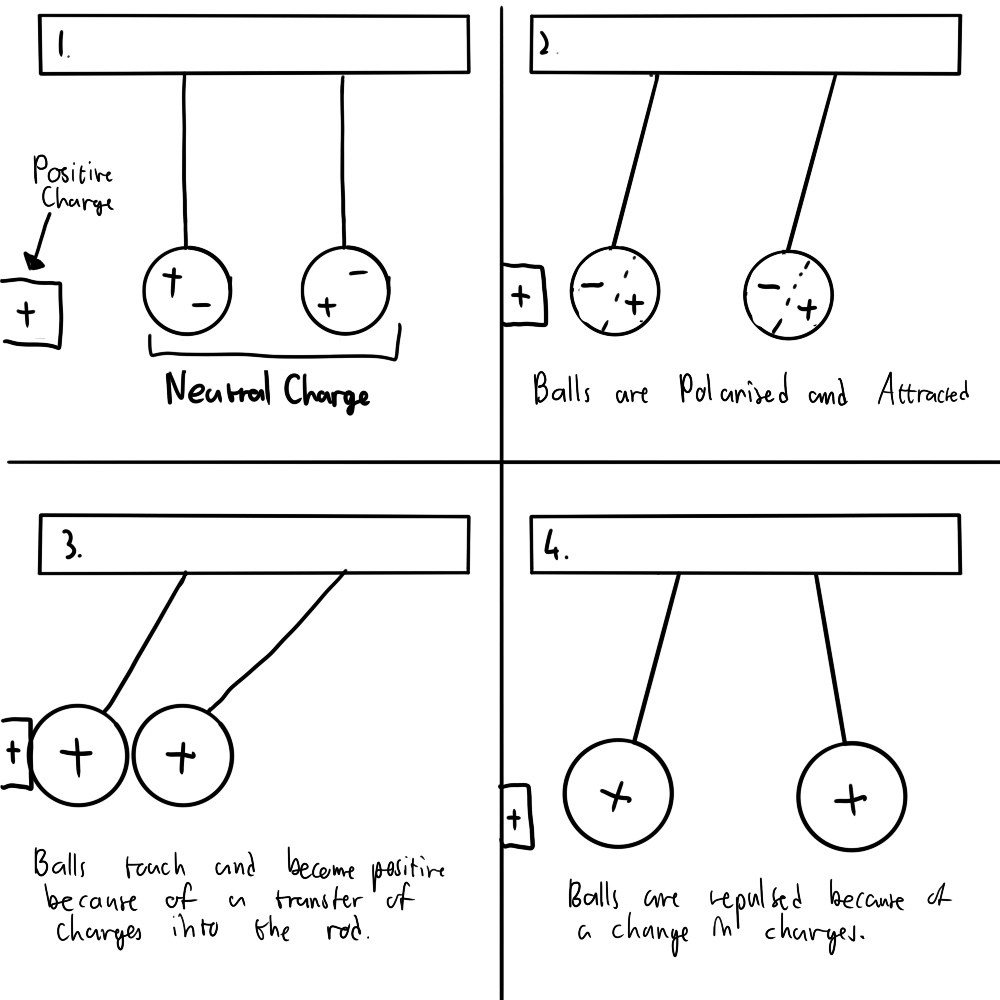 1.
Positive
Charge
+
+
-
-
+
Neutral Charge
2.
+
-
+
-
+
Balls are Polarised and Attracted
3.
+
+
+
Balls touch and become positive
because of a transfer of
charges into the rod.
4.
+
+
+
Balls are repulsed because of
a change in charges.